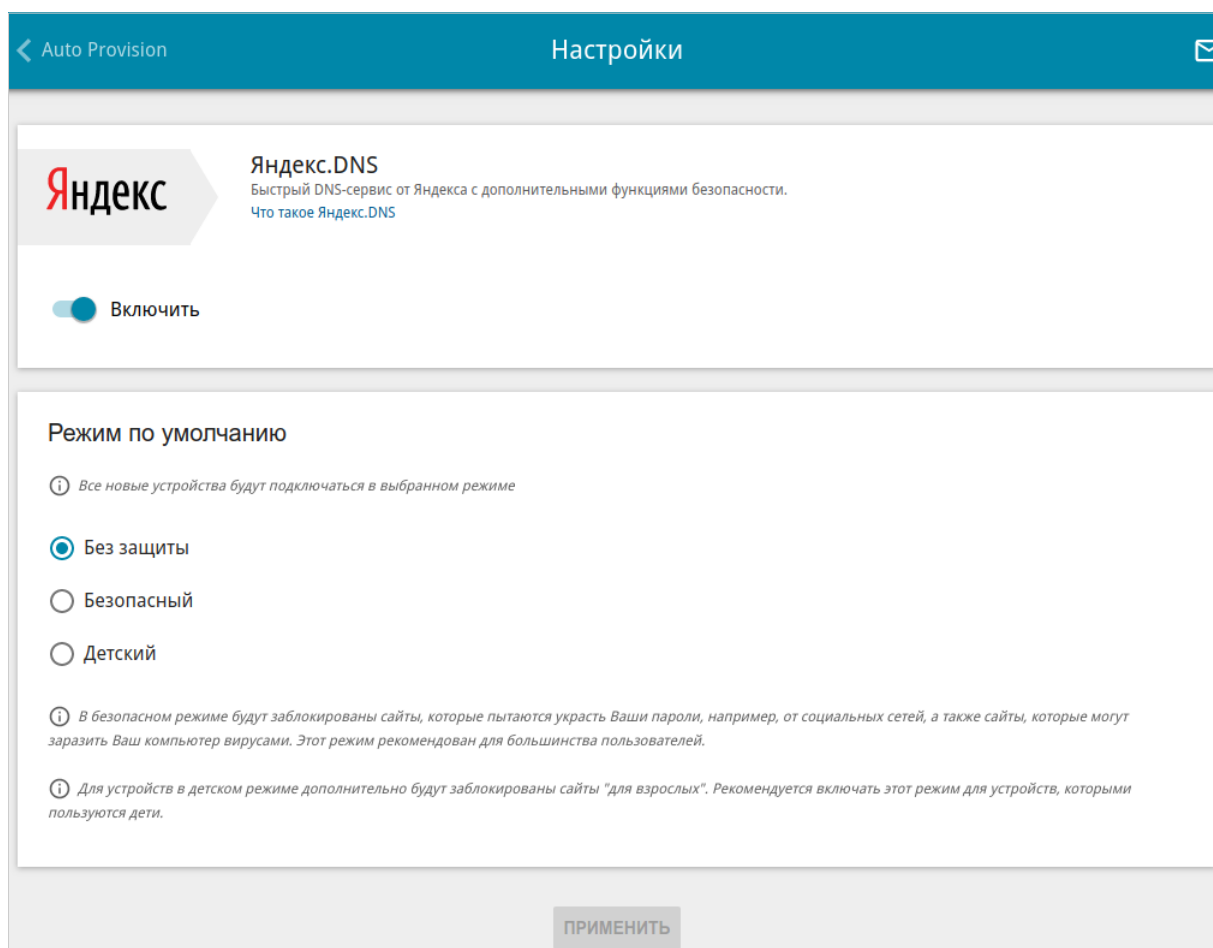 Auto Provision
Настройки
Яндекс
Яндекс.DNS
Быстрый DNS-сервис от Яндекса с дополнительными функциями безопасности.
Что такое Яндекс.DNS
Включить
Режим по умолчанию
Все новые устройства будут подключаться в выбранном режиме
Без защиты
Безопасный
Детский
В безопасном режиме будут заблокированы сайты, которые пытаются украсть Ваши пароли, например, от социальных сетей, а также сайты, которые могут
заразить Ваш компьютер вирусами. Этот режим рекомендован для большинства пользователей.
Для устройств в детском режиме дополнительно будут заблокированы сайты "для взрослых". Рекомендуется включать этот режим для устройств, которыми
пользуются дети.
ПРИМЕНИТЬ